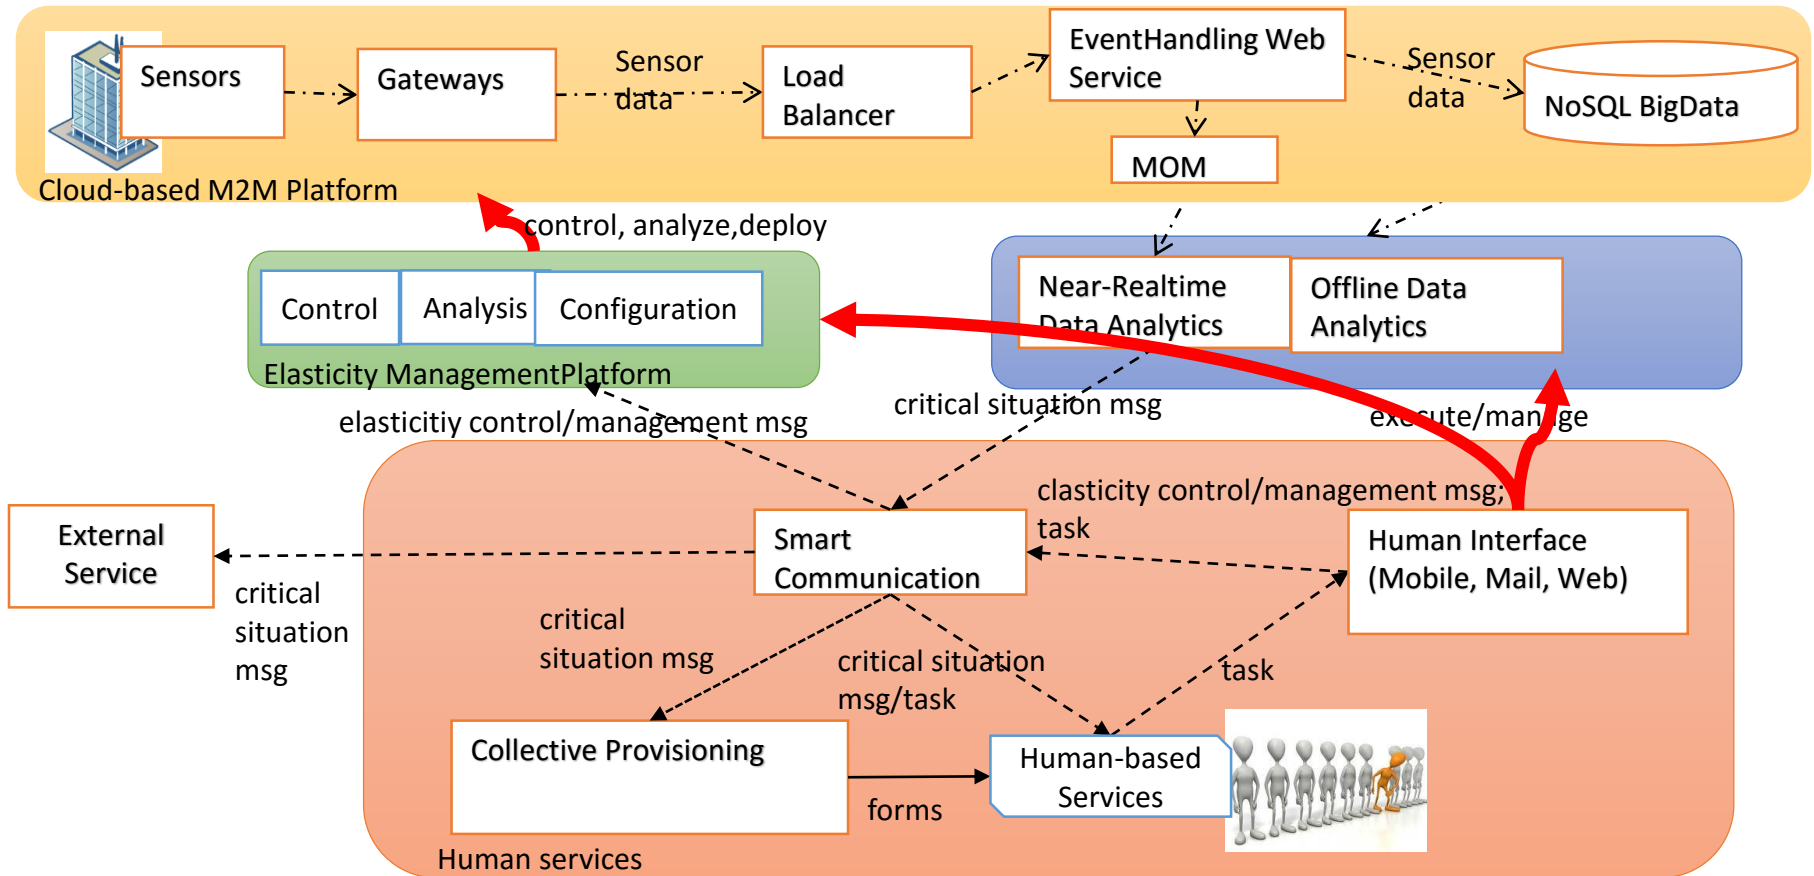 Sensors
Gateways
Sensor
data
Load
Balancer
EventHandling Web
Service
Sensor
data
NoSQL BigData
MOM
Cloud-based M2M Platform
control, analyze,deploy
Control
Analysis
Configuration
Elasticity ManagementPlatform
Near-Realtime
Data Analytics
Offline Data
Analytics
elasticitiy control/management msg
critical situation msg
execute/manage
External
Service
critical
situation
msg
Smart
Communication
clasticity control/management msg;
task
Human Interface
(Mobile, Mail, Web)
critical
situation msg
critical situation
msg/task
task
Collective Provisioning
forms
Human-based
Services
Human services